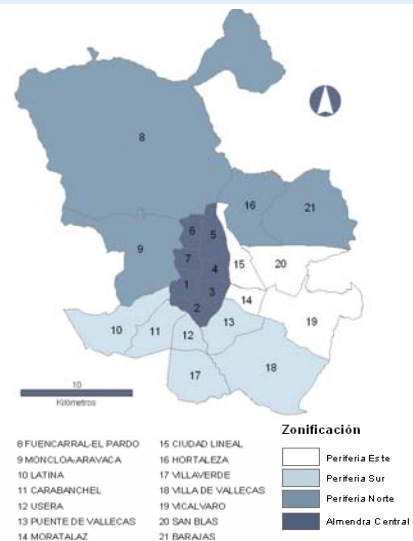 8
16
21
6
5
9
7
4
15
20
1
3
14
2
19
10
11
12
13
18
17
10
Kilómetros
8 FUENCARRAL-EL PARDO
9 MONCLOA-ARAVACA
10 LATINA
11 CARABANCHEL
12 USERA
13 PUENTE DE VALLECAS
14 MORATALAZ
15 CIUDAD LINEAL
16 HORTALEZA
17 VILLAVERDE
18 VILLA DE VALLECAS
19 VICALVARO
20 SAN BLAS
21 BARAJAS
Zonificación
Periferia Este
Periferia Sur
Periferia Norte
Almendra Central